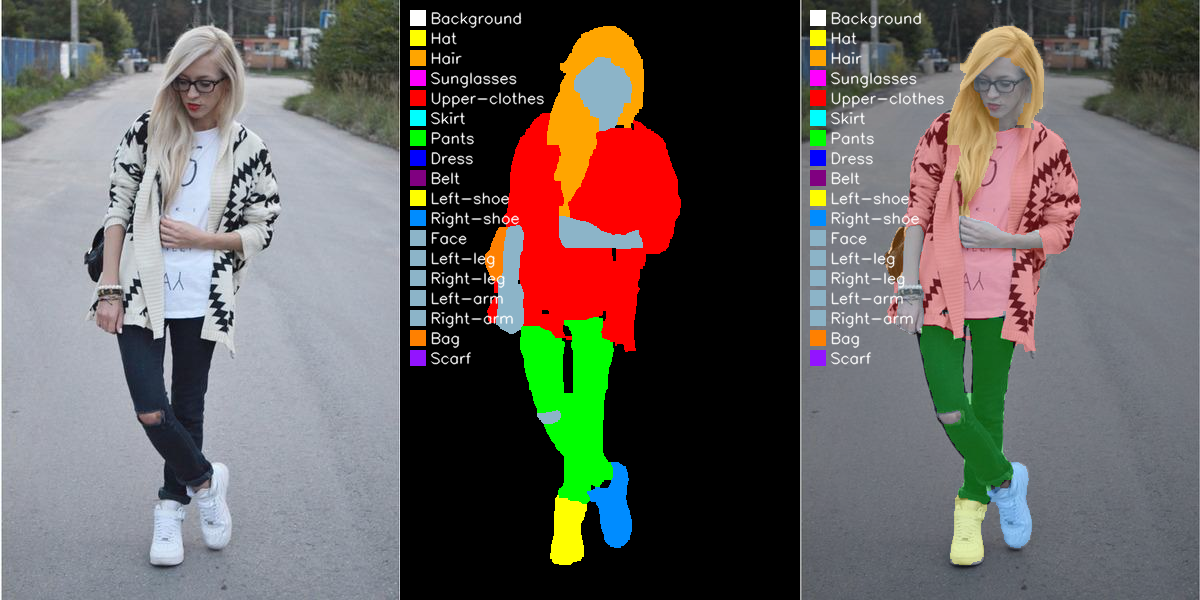 Background
Hat
Hair
Sunglasses
Upper-clothes
Skirt
Pants
Dress
Belt
Left-shoe
Right-shoe
Face
Left-leg
Right-leg
Left-arm
Right-arm
Bag
Scarf
Background
Hat
Hair
Sunglasses
Upper-clothes
Skirt
Pants
Dress
Belt
Left-shoe
Right-shoe
Face
Left-leg
Right-leg
Left-arm
Right-arm
Bag
Scarf